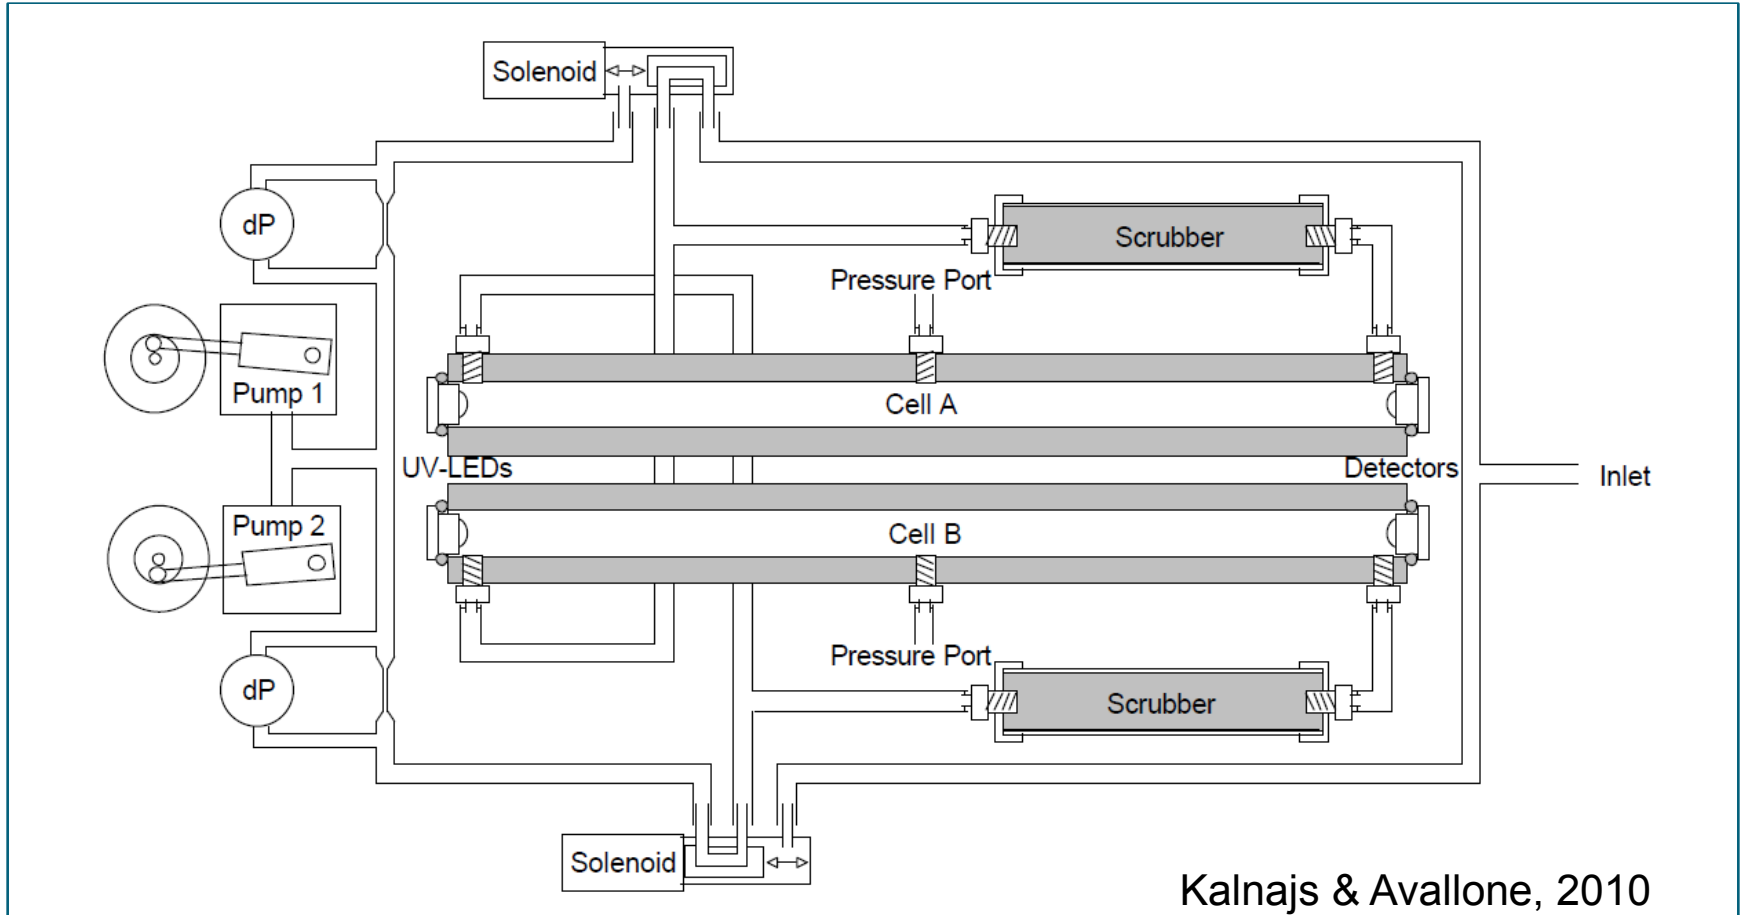 Solenoid
dP
Scrubber
Pressure Port
Pump 1
Cell A
UV-LEDs
Detectors
Inlet
Pump 2
Cell B
Pressure Port
dP
Scrubber
Solenoid
Kalnajs & Avallone, 2010